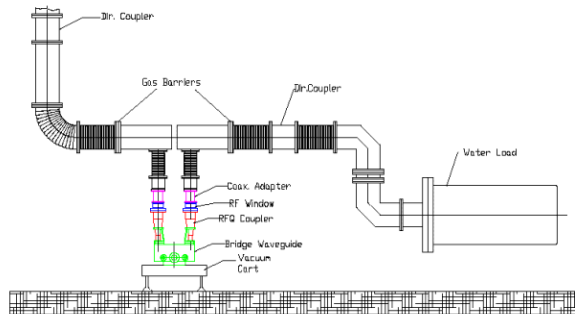 Dir. Coupler
Gas Barriers
Dir.Coupler
Water Load
Coax. Adapter
RF Window
RFQ Coupler
Bridge Waveguide
Vacuum
Cart